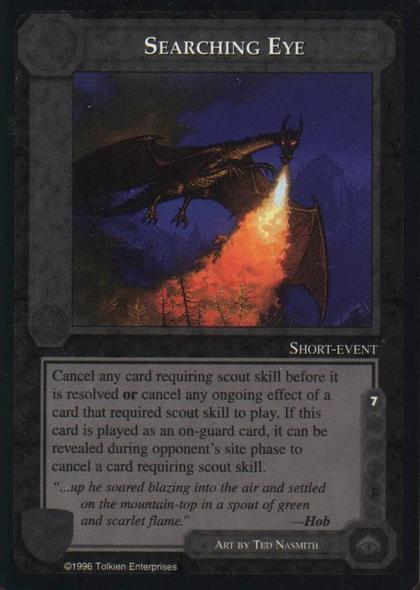 SEARCHING EYE
SHORT-EVENT
Cancel any card requiring scout skill before it
is resolved or cancel any ongoing effect of a
card that required scout skill to play. If this
card is played as an on-guard card, it can be
revealed during opponent's site phase to
cancel a card requiring scout skill.
7
"...up he soared blazing into the air and settled
on the mountain-top in a spout of green
and scarlet flame." —Hob
F
ART BY TED NASMITH
©1996 Tolkien Enterprises